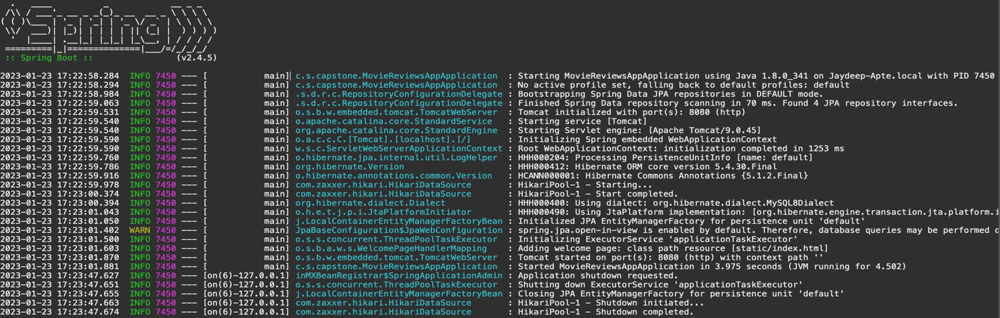 .   ____          _            __ _ _
 /\\ / ___'_ __ _ _(_)_ __  __ _ \ \ \ \
( ( )\___ | '_ | '_| | '_ \/ _` | \ \ \ \
 \\/  ___)| |_)| | | | | || (_| |  ) ) ) )
  '  |____| .__|_| |_|_| |_\__, | / / / /
 =========|_|==============|___/=/_/_/_/
 :: Spring Boot ::                (v2.4.5)
2023-01-23 17:22:58.284  INFO 7450 --- [           main] c.s.capstone.MovieReviewsAppApplication  : Starting MovieReviewsAppApplication using Java 1.8.0_341 on Jaydeep-Apte.local with PID 7450
2023-01-23 17:22:58.294  INFO 7450 --- [           main] c.s.capstone.MovieReviewsAppApplication  : No active profile set, falling back to default profiles: default
2023-01-23 17:22:58.984  INFO 7450 --- [           main] .s.d.r.c.RepositoryConfigurationDelegate : Bootstrapping Spring Data JPA repositories in DEFAULT mode.
2023-01-23 17:22:59.063  INFO 7450 --- [           main] .s.d.r.c.RepositoryConfigurationDelegate : Finished Spring Data repository scanning in 70 ms. Found 4 JPA repository interfaces.
2023-01-23 17:22:59.531  INFO 7450 --- [           main] o.s.b.w.embedded.tomcat.TomcatWebServer  : Tomcat initialized with port(s): 8080 (http)
2023-01-23 17:22:59.540  INFO 7450 --- [           main] o.apache.catalina.core.StandardService   : Starting service [Tomcat]
2023-01-23 17:22:59.540  INFO 7450 --- [           main] org.apache.catalina.core.StandardEngine  : Starting Servlet engine: [Apache Tomcat/9.0.45]
2023-01-23 17:22:59.590  INFO 7450 --- [           main] o.a.c.c.C.[Tomcat].[localhost].[/]       : Initializing Spring embedded WebApplicationContext
2023-01-23 17:22:59.590  INFO 7450 --- [           main] w.s.c.ServletWebServerApplicationContext : Root WebApplicationContext: initialization completed in 1253 ms
2023-01-23 17:22:59.760  INFO 7450 --- [           main] o.hibernate.jpa.internal.util.LogHelper  : HHH000204: Processing PersistenceUnitInfo [name: default]
2023-01-23 17:22:59.786  INFO 7450 --- [           main] org.hibernate.Version                    : HHH000412: Hibernate ORM core version 5.4.30.Final
2023-01-23 17:22:59.916  INFO 7450 --- [           main] o.hibernate.annotations.common.Version   : HCANN000001: Hibernate Commons Annotations {5.1.2.Final}
2023-01-23 17:22:59.978  INFO 7450 --- [           main] com.zaxxer.hikari.HikariDataSource       : HikariPool-1 - Starting...
2023-01-23 17:23:00.374  INFO 7450 --- [           main] com.zaxxer.hikari.HikariDataSource       : HikariPool-1 - Start completed.
2023-01-23 17:23:00.394  INFO 7450 --- [           main] org.hibernate.dialect.Dialect            : HHH000400: Using dialect: org.hibernate.dialect.MySQL8Dialect
2023-01-23 17:23:01.043  INFO 7450 --- [           main] o.h.e.t.j.p.i.JtaPlatformInitiator       : HHH000490: Using JtaPlatform implementation: [org.hibernate.engine.transaction.jta.platform.i
2023-01-23 17:23:01.050  INFO 7450 --- [           main] j.LocalContainerEntityManagerFactoryBean : Initialized JPA EntityManagerFactory for persistence unit 'default'
2023-01-23 17:23:01.402  WARN 7450 --- [           main] JpaBaseConfiguration$JpaWebConfiguration : spring.jpa.open-in-view is enabled by default. Therefore, database queries may be performed d
2023-01-23 17:23:01.500  INFO 7450 --- [           main] o.s.s.concurrent.ThreadPoolTaskExecutor  : Initializing ExecutorService 'applicationTaskExecutor'
2023-01-23 17:23:01.603  INFO 7450 --- [           main] o.s.b.a.w.s.WelcomePageHandlerMapping    : Adding welcome page: class path resource [static/index.html]
2023-01-23 17:23:01.870  INFO 7450 --- [           main] o.s.b.w.embedded.tomcat.TomcatWebServer  : Tomcat started on port(s): 8080 (http) with context path ''
2023-01-23 17:23:01.881  INFO 7450 --- [           main] c.s.capstone.MovieReviewsAppApplication  : Started MovieReviewsAppApplication in 3.975 seconds (JVM running for 4.502)
2023-01-23 17:23:47.627  INFO 7450 --- [on(6)-127.0.0.1] inMXBeanRegistrar$SpringApplicationAdmin : Application shutdown requested.
2023-01-23 17:23:47.651  INFO 7450 --- [on(6)-127.0.0.1] o.s.s.concurrent.ThreadPoolTaskExecutor  : Shutting down ExecutorService 'applicationTaskExecutor'
2023-01-23 17:23:47.655  INFO 7450 --- [on(6)-127.0.0.1] j.LocalContainerEntityManagerFactoryBean : Closing JPA EntityManagerFactory for persistence unit 'default'
2023-01-23 17:23:47.663  INFO 7450 --- [on(6)-127.0.0.1] com.zaxxer.hikari.HikariDataSource       : HikariPool-1 - Shutdown initiated...
2023-01-23 17:23:47.674  INFO 7450 --- [on(6)-127.0.0.1] com.zaxxer.hikari.HikariDataSource       : HikariPool-1 - Shutdown completed.